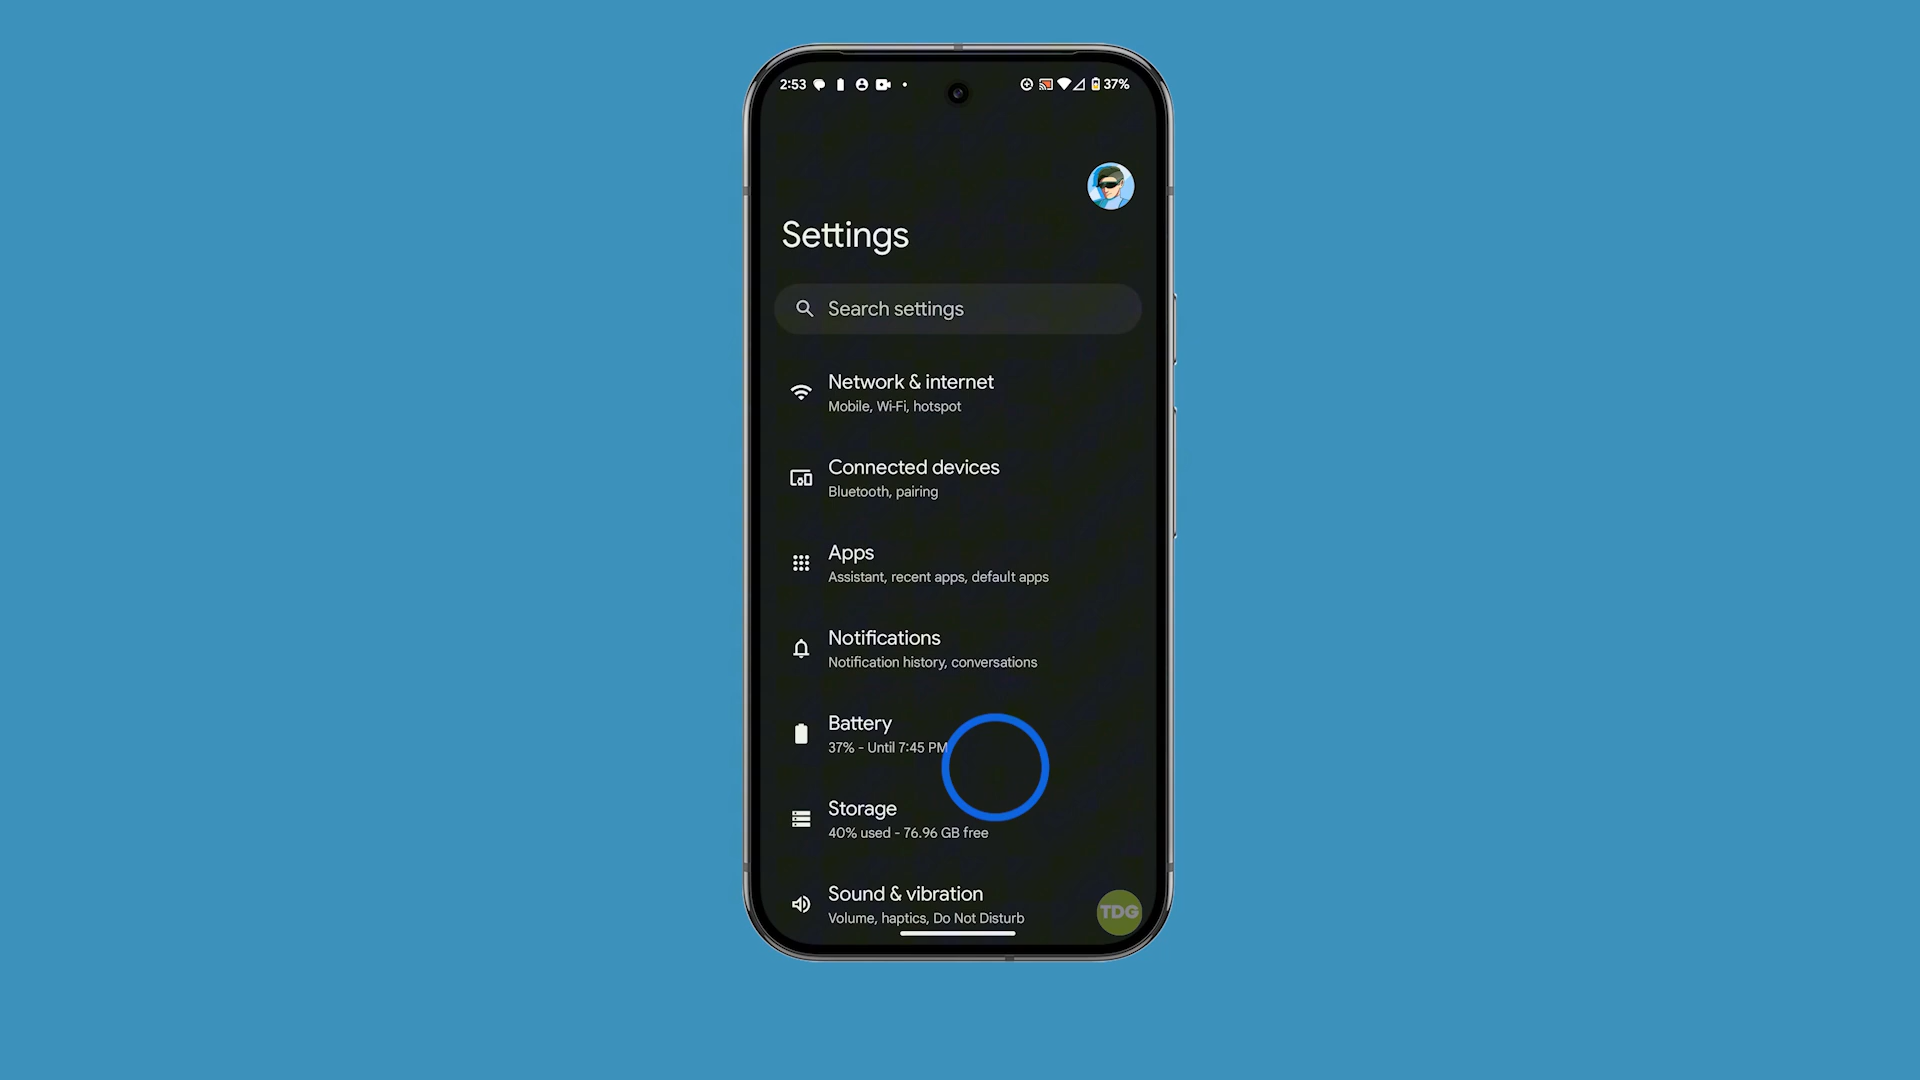 2:53
37%
Settings
Search settings
Network & internet
Mobile, Wi-Fi, hotspot
Connected devices
Bluetooth, pairing
Apps
Assistant, recent apps, default apps
Notifications
Notification history, conversations
Battery
37% - Until 7:45 PM
Storage
40% used - 76.96 GB free
Sound & vibration
Volume, haptics, Do Not Disturb
TDG